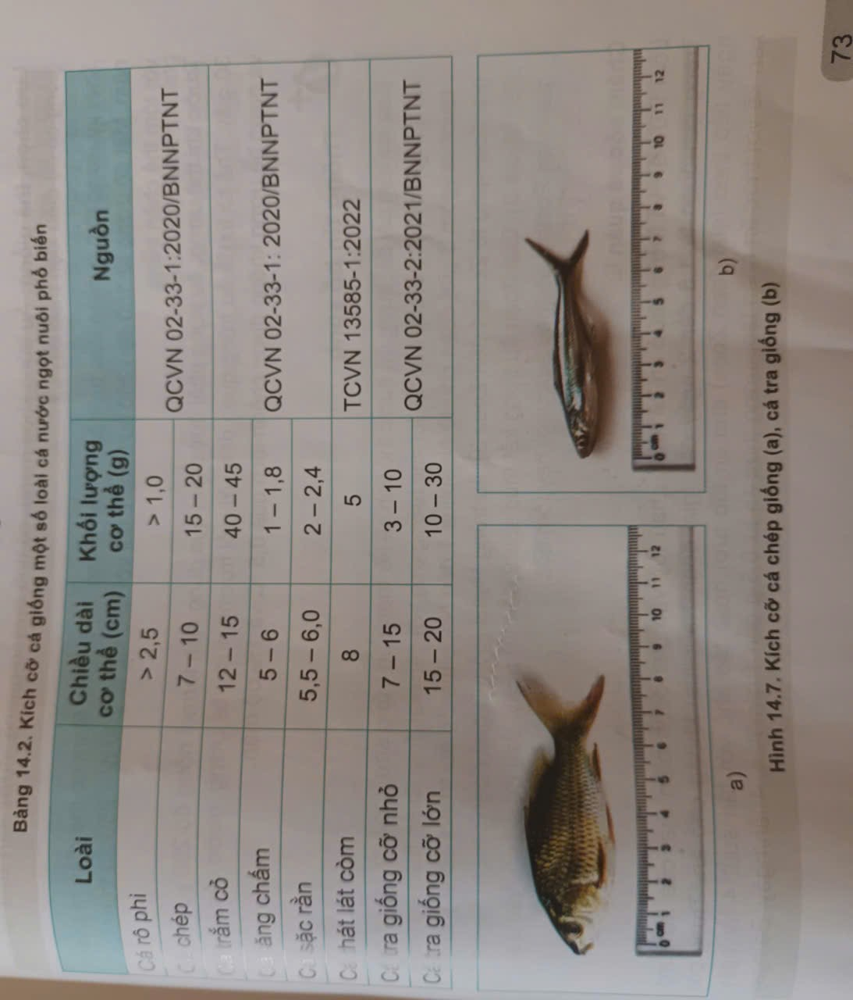 Bảng 14.2. Kích cỡ cá giống một số loài cá nước ngọt nuôi phổ biến
Loài Chiều dài cơ thể (cm) Khối lượng cơ thể (g) Nguồn
Cá rô phi > 2,5 > 1,0 QCVN 02-33-1:2020/BNNPTNT
chép 7 – 10 15 – 20
Cá trắm cỏ 12 – 15 40 – 45 QCVN 02-33-1: 2020/BNNPTNT
chấm 5 – 6 1 – 1,8
Cá sặc rằn 5,5 – 6,0 2 – 2,4
Cá thát lát còm 8 5 TCVN 13585-1:2022
Cá tra giống cỡ nhỏ 7 – 15 3 – 10 QCVN 02-33-2:2021/BNNPTNT
Cá tra giống cỡ lớn 15 – 20 10 – 30
0 cm 1 2 3 4 5 6 7 8 9 10 11 12
a)
0 cm 1 2 3 4 5 6 7 8 9 10 11 12
b)
Hình 14.7. Kích cỡ cá chép giống (a), cá tra giống (b)
73